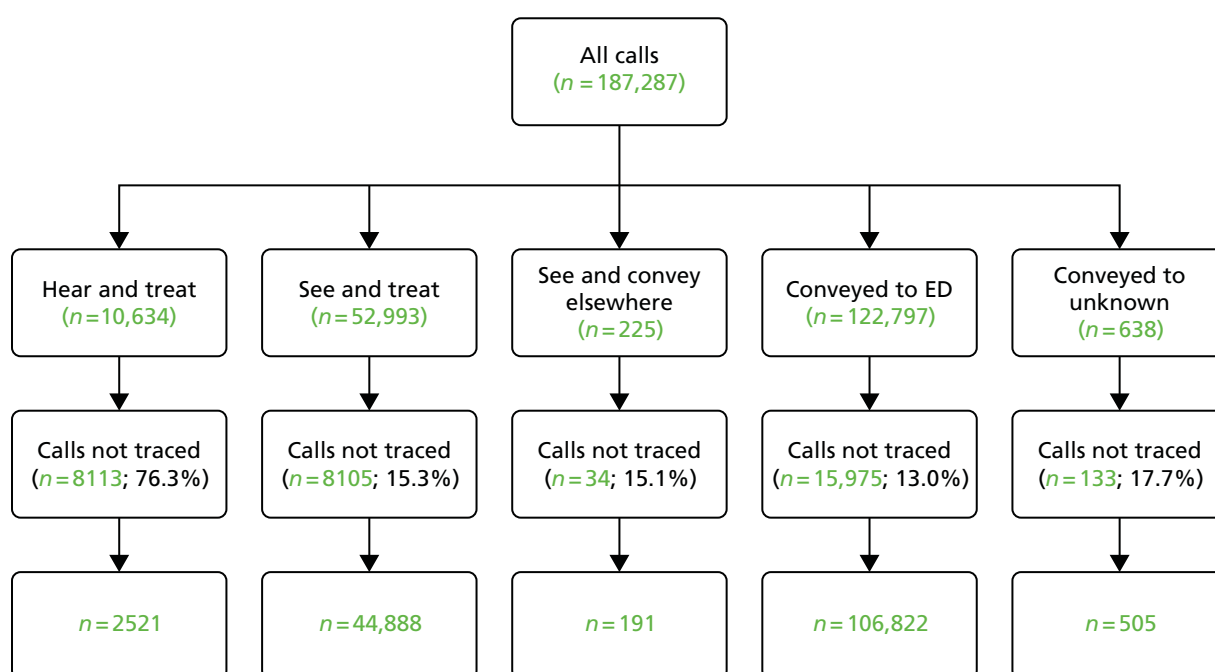 All calls
(n = 187,287)
Hear and treat
(n=10,634)
See and treat
(n=52,993)
See and convey
elsewhere
(n=225)
Conveyed to ED
(n=122,797)
Conveyed to
unknown
(n=638)
Calls not traced
(n=8113; 76.3%)
Calls not traced
(n=8105; 15.3%)
Calls not traced
(n=34; 15.1%)
Calls not traced
(n=15,975; 13.0%)
Calls not traced
(n=133; 17.7%)
n=2521
n=44,888
n=191
n=106,822
n=505